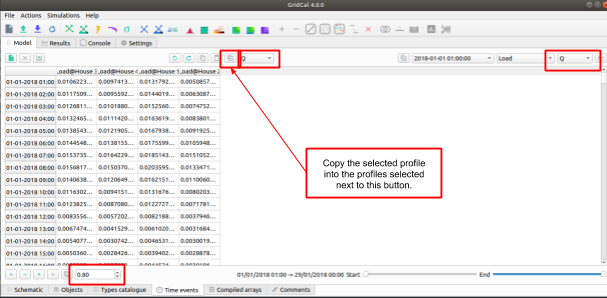 GridCal 4.0.0
File Actions Simulations Help
Model Results Console Settings
Q 2018-01-01 01:00:00 Load Q
.oad@House 3 .oad@House 4 .oad@House 1 .oad@House 2
01-01-2018 01:00 0.0106223... 0.0097413... 0.0131792... 0.0050857...
01-01-2018 02:00 0.0117509... 0.0095592... 0.0144019... 0.0063087...
01-01-2018 03:00 0.0126811... 0.0101880... 0.0152560... 0.0074752...
01-01-2018 04:00 0.0132465... 0.0111420... 0.0163619... 0.0083801...
01-01-2018 05:00 0.0138543... 0.0121905... 0.0167938... 0.0091925...
01-01-2018 06:00 0.0144548... 0.0138155... 0.0175599... 0.0105948...
01-01-2018 07:00 0.0153735... 0.0164229... 0.0185143... 0.0151052...
01-01-2018 08:00 0.0156817... 0.0150370... 0.0203595... 0.0133471...
01-01-2018 09:00 0.0140638... 0.0120649... 0.0162151... 0.0110060...
01-01-2018 10:00 0.0116302... 0.0094151... 0.0131676... 0.0080203...
01-01-2018 11:00 0.0123825... 0.0087080... 0.0122727... 0.0071781...
01-01-2018 12:00 0.0083556... 0.0057202... 0.0082188... 0.0037946...
01-01-2018 13:00 0.0067474... 0.0041529... 0.0061020... 0.0031684...
01-01-2018 14:00 0.0054077... 0.0030742... 0.0046531... 0.0030019...
01-01-2018 15:00 0.0050360... 0.0028426... 0.0039402... 0.0028878...
Copy the selected profile
into the profiles selected
next to this button.
0.80 01/01/2018 01:00 -> 29/01/2018 00:00 Start End
Schematic Objects Types catalogue Time events Compiled arrays Comments